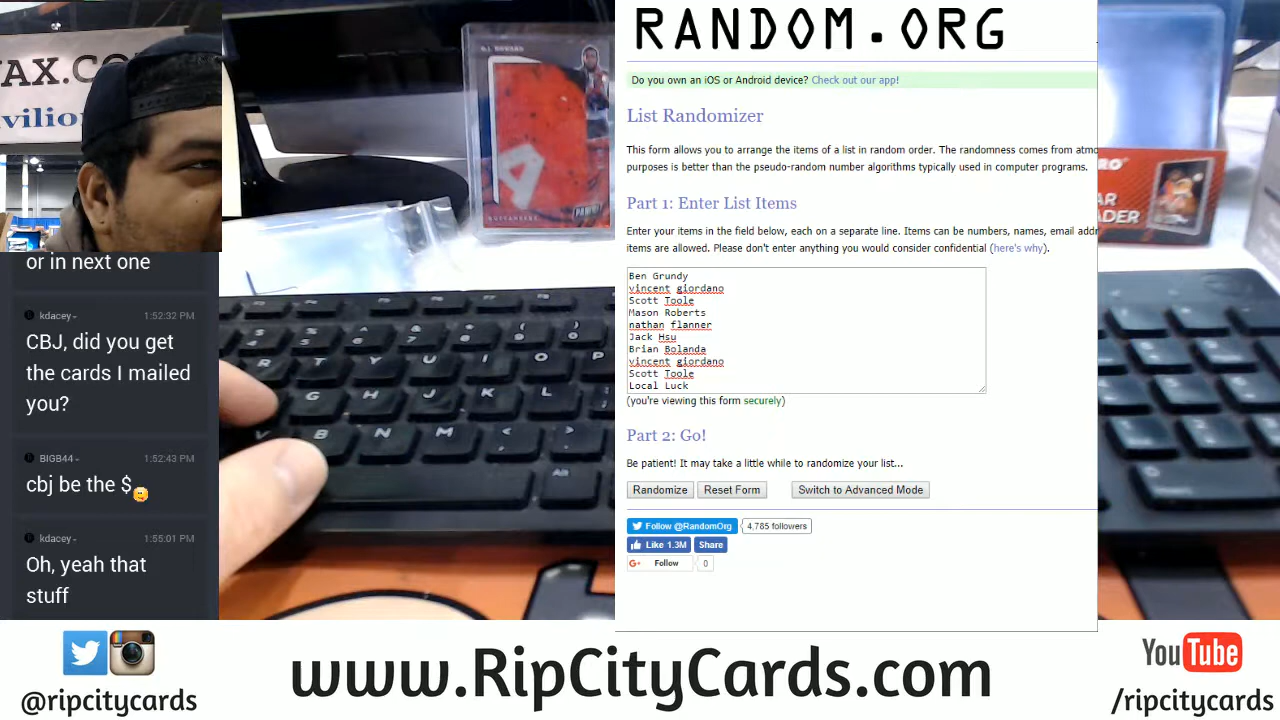 AX.CO
avilion
or in next one
kdacey
1:52:32 PM
CBJ, did you get
the cards I mailed
you?
BIGB44
1:52:43 PM
cbj be the $
kdacey
1:55:01 PM
Oh, yeah that
stuff
A
RANDOM.ORG
Do you own an iOS or Android device? Check out our app!
List Randomizer
This form allows you to arrange the items of a list in random order. The randomness comes from atmo
purposes is better than the pseudo-random number algorithms typically used in computer programs.
Part 1: Enter List Items
Enter your items in the field below, each on a separate line. Items can be numbers, names, email addr
items are allowed. Please don't enter anything you would consider confidential (here's why).
Ben Grundy
vincent giordano
Scott Toole
Mason Roberts
nathan flanner
Jack Hsu
Brian Bolanda
vincent giordano
Scott Toole
Local Luck
(you're viewing this form securely)
Part 2: Go!
Be patient! It may take a little while to randomize your list...
Randomize
Reset Form
Switch to Advanced Mode
Follow @RandomOrg
4,785 followers
Like 1.3M
Share
G+ Follow
0
R T Y U I O P
G H J K L
V B N M
Alt
@ripcitycards
www.RipCityCards.com
YouTube
/ripcitycards